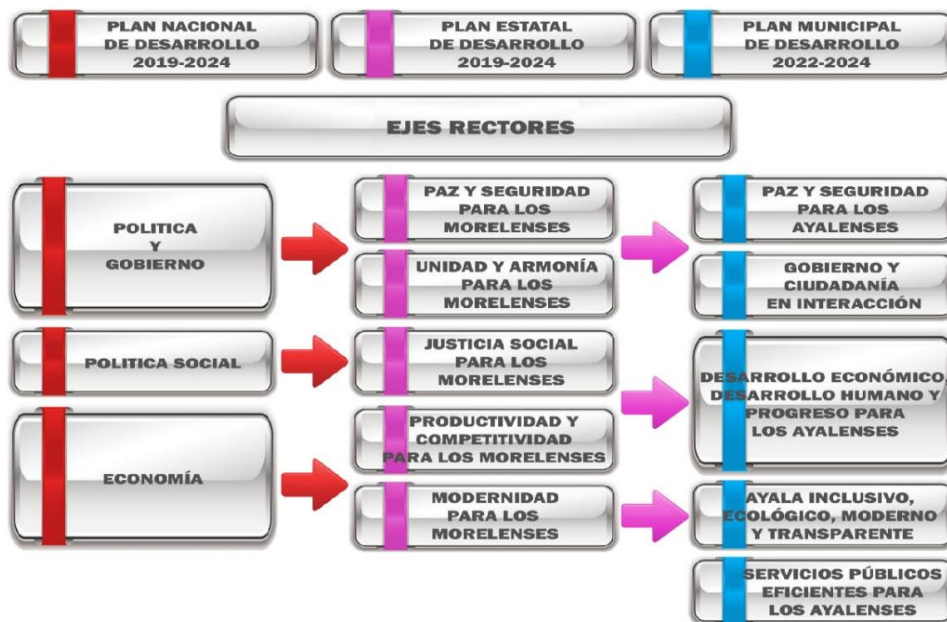 PLAN NACIONAL
DE DESARROLLO
2019-2024
PLAN ESTATAL
DE DESARROLLO
2019-2024
PLAN MUNICIPAL
DE DESARROLLO
2022-2024
EJES RECTORES
POLITICA
Y
GOBIERNO
POLITICA SOCIAL
ECONOMÍA
PAZ Y SEGURIDAD
PARA LOS
MORELENSES
UNIDAD Y ARMONÍA
PARA LOS
MORELENSES
JUSTICIA SOCIAL
PARA LOS
MORELENSES
PRODUCTIVIDAD Y
COMPETITIVIDAD
PARA LOS MORELENSES
MODERNIDAD
PARA LOS
MORELENSES
PAZ Y SEGURIDAD
PARA LOS
AYALENSES
GOBIERNO Y
CIUDADANÍA
EN INTERACCIÓN
DESARROLLO ECONÓMICO,
DESARROLLO HUMANO Y
PROGRESO PARA
LOS AYALENSES
AYALA INCLUSIVO,
ECOLÓGICO, MODERNO
Y TRANSPARENTE
SERVICIOS PÚBLICOS
EFICIENTES PARA
LOS AYALENSES